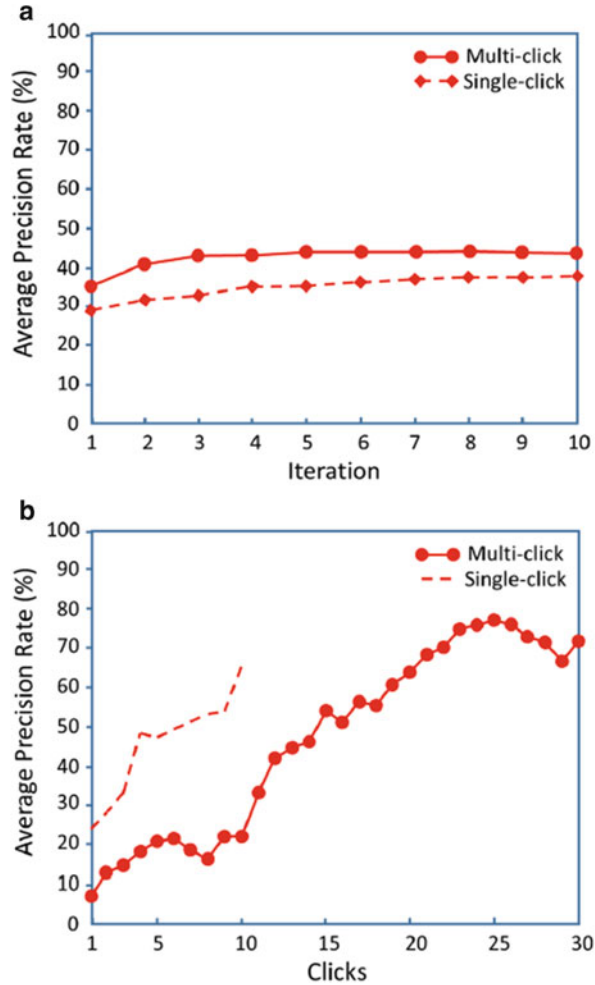 a
100
90
80
70
60
50
40
30
20
10
0
Average Precision Rate (%)
Multi-click
Single-click
1 2 3 4 5 6 7 8 9 10
Iteration
b
100
90
80
70
60
50
40
30
20
10
0
Average Precision Rate (%)
Multi-click
Single-click
1 5 10 15 20 25 30
Clicks